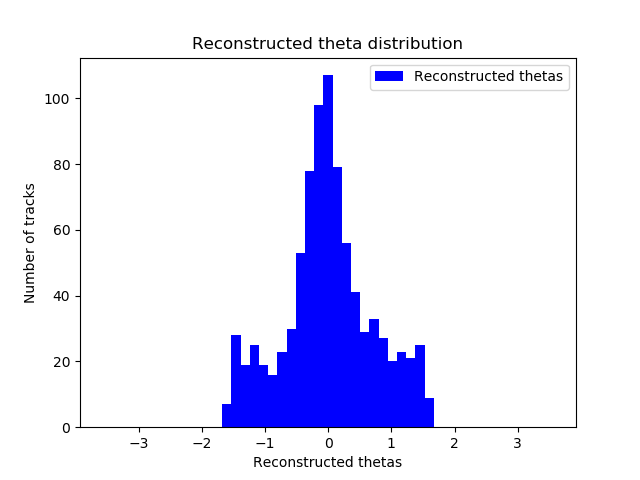 Reconstructed theta distribution
Reconstructed thetas
Number of tracks
100
80
60
40
20
0
−3 −2 −1 0 1 2 3
Reconstructed thetas